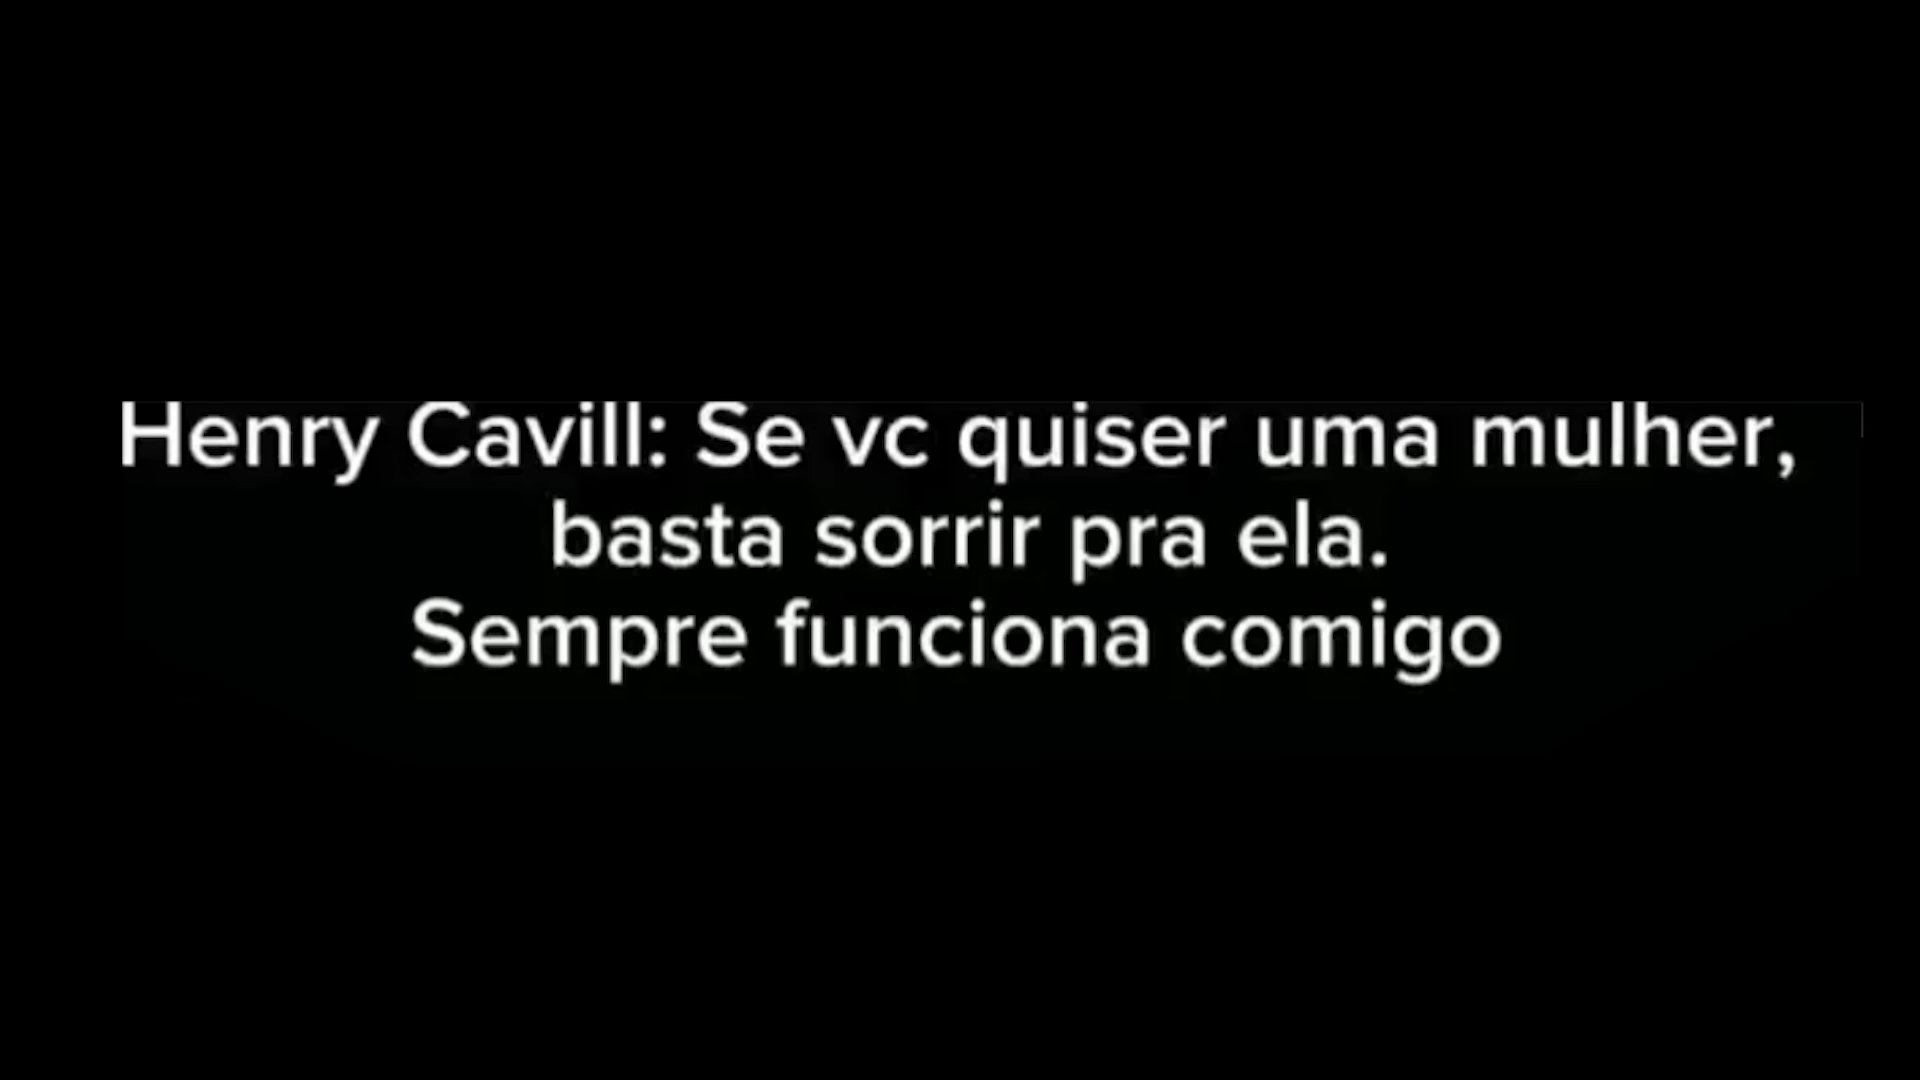 Henry Cavill: Se vc quiser uma mulher,
basta sorrir pra ela.
Sempre funciona comigo